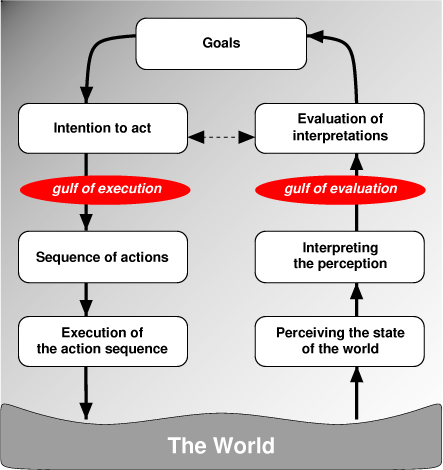 Goals
Intention to act
Evaluation of
interpretations
gulf of execution
gulf of evaluation
Sequence of actions
Interpreting
the perception
Execution of
the action sequence
Perceiving the state
of the world
The World